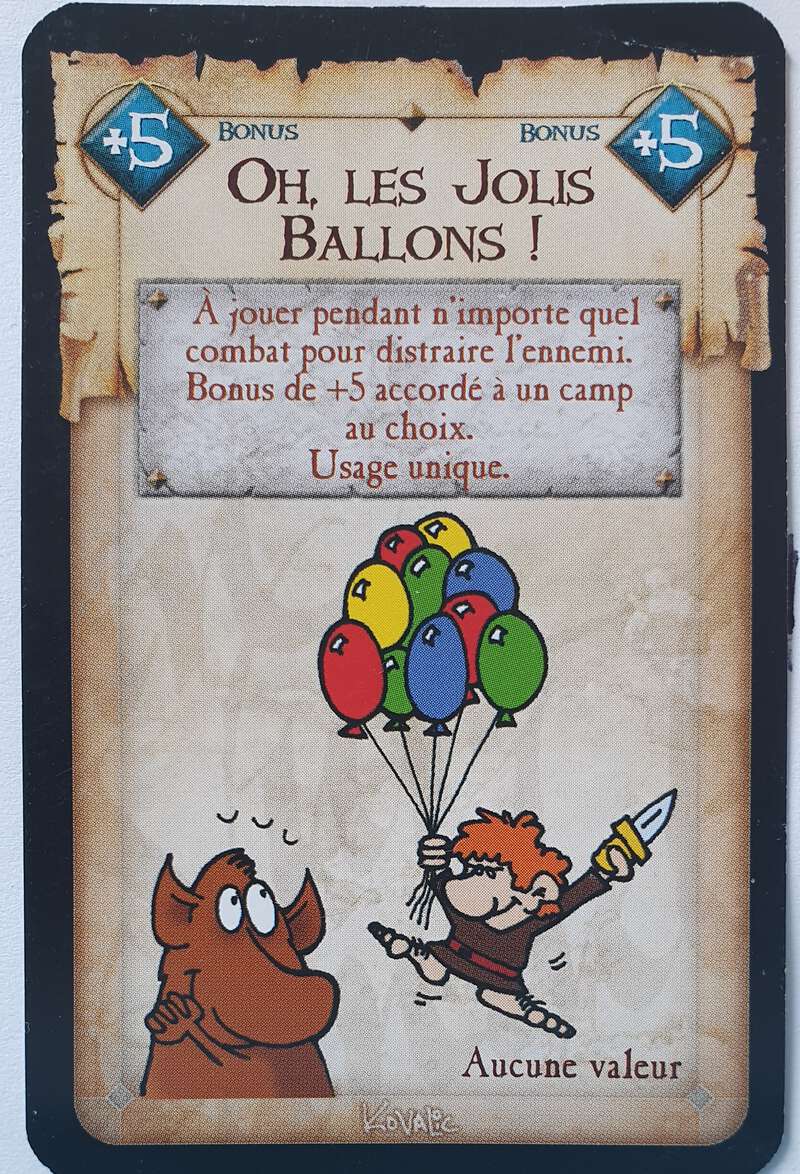 +5 BONUS BONUS +5
OH, LES JOLIS
BALLONS !
À jouer pendant n'importe quel
combat pour distraire l'ennemi.
Bonus de +5 accordé à un camp
au choix.
Usage unique.
Aucune valeur
KOVALIC